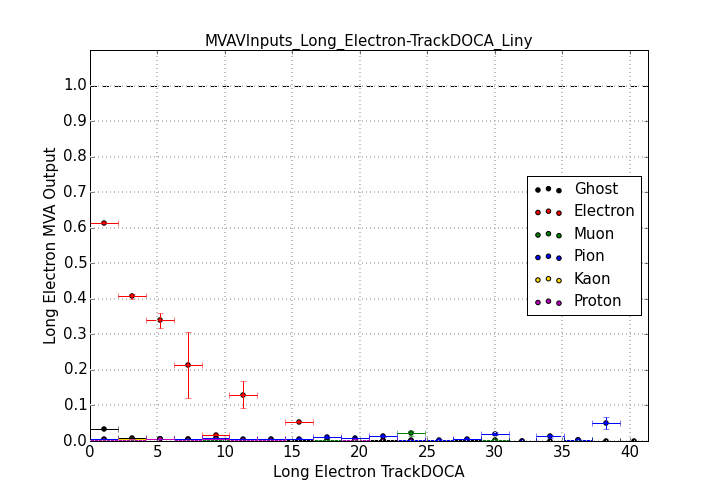 MVAVInputs_Long_Electron-TrackDOCA_Liny
Long Electron MVA Output
1.0
0.9
0.8
0.7
0.6
0.5
0.4
0.3
0.2
0.1
0.0
Ghost
Electron
Muon
Pion
Kaon
Proton
0 5 10 15 20 25 30 35 40
Long Electron TrackDOCA